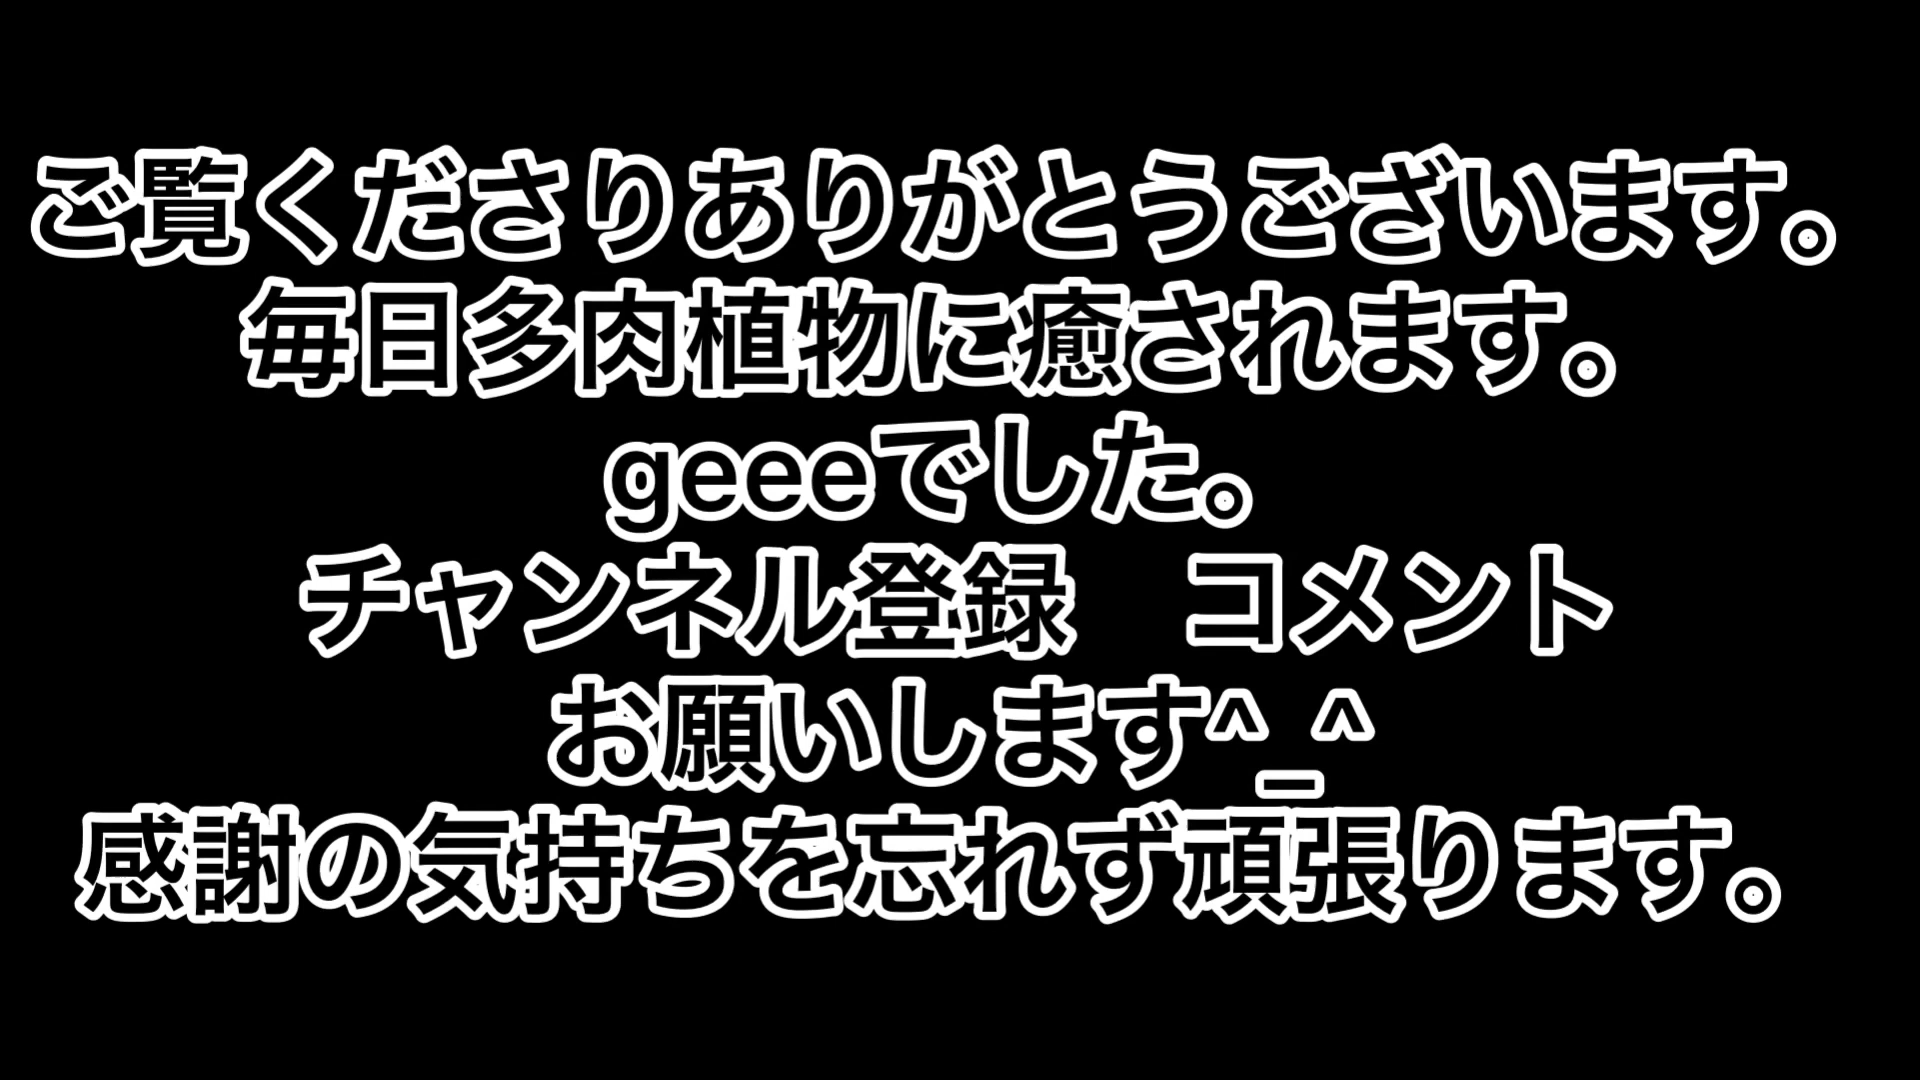 ご覧くださりありがとうございます。
毎日多肉植物に癒されます。
geeeでした。
チャンネル登録　コメント
お願いします^_^
感謝の気持ちを忘れず頑張ります。